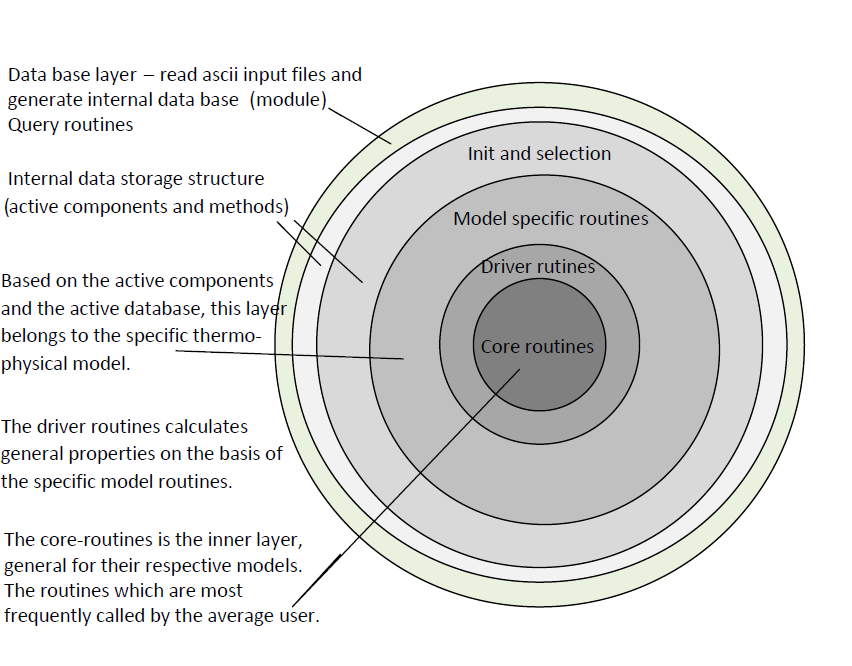 Data base layer – read ascii input files and
generate internal data base (module)
Query routines
Internal data storage structure
(active components and methods)
Based on the active components
and the active database, this layer
belongs to the specific thermo-
physical model.
The driver routines calculates
general properties on the basis of
the specific model routines.
The core-routines is the inner layer,
general for their respective models.
The routines which are most
frequently called by the average user.
Init and selection
Model specific routines
Driver rutines
Core routines